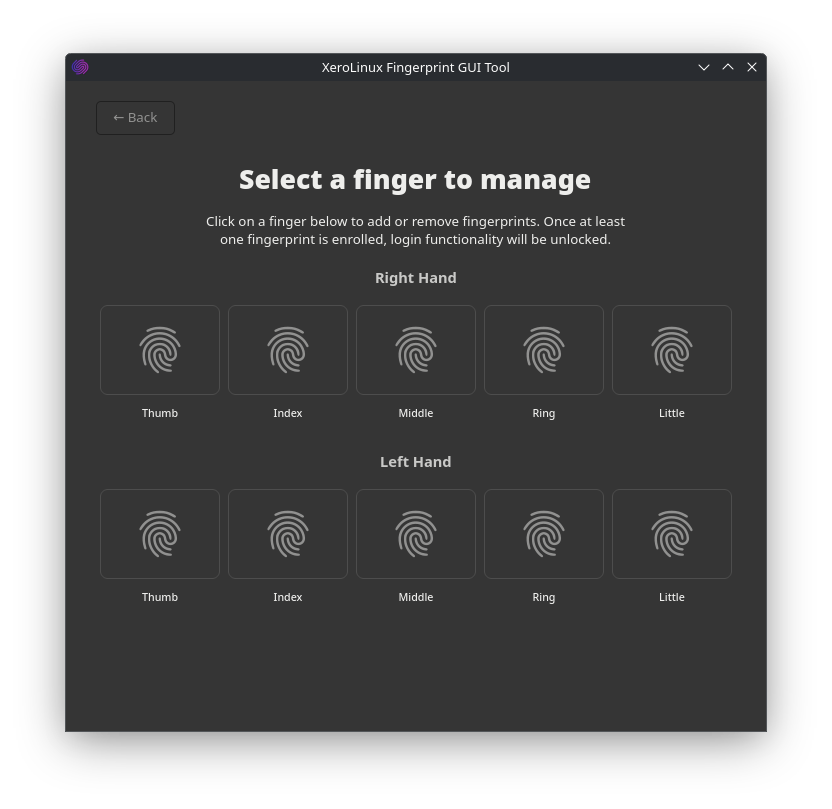 XeroLinux Fingerprint GUI Tool
← Back
Select a finger to manage
Click on a finger below to add or remove fingerprints. Once at least
one fingerprint is enrolled, login functionality will be unlocked.
Right Hand
Thumb Index Middle Ring Little
Left Hand
Thumb Index Middle Ring Little